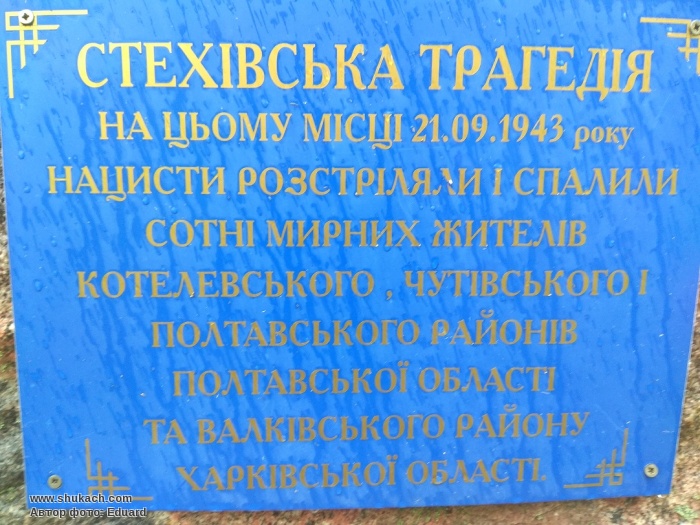 СТЕХІВСЬКА ТРАГЕДІЯ
НА ЦЬОМУ МІСЦІ 21.09.1943 року
НАЦИСТИ РОЗСТРІЛЯЛИ І СПАЛИЛИ
СОТНІ МИРНИХ ЖИТЕЛІВ
КОТЕЛЕВСЬКОГО , ЧУТІВСЬКОГО І
ПОЛТАВСЬКОГО РАЙОНІВ
ПОЛТАВСЬКОЇ ОБЛАСТІ
ТА ВАЛКІВСЬКОГО РАЙОНУ
ХАРКІВСЬКОЇ ОБЛАСТІ.
www.shukach.com
Автор фото: Eduard